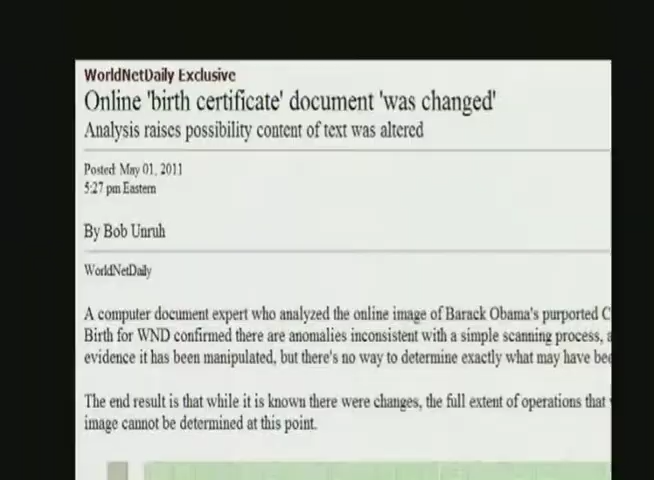 WorldNetDaily Exclusive
Online 'birth certificate' document 'was changed'
Analysis raises possibility content of text was altered
Posted: May 01, 2011
5:27 pm Eastern
By Bob Unruh
WorldNetDaily
A computer document expert who analyzed the online image of Barack Obama's purported C
Birth for WND confirmed there are anomalies inconsistent with a simple scanning process, a
evidence it has been manipulated, but there's no way to determine exactly what may have bee
The end result is that while it is known there were changes, the full extent of operations that
image cannot be determined at this point.